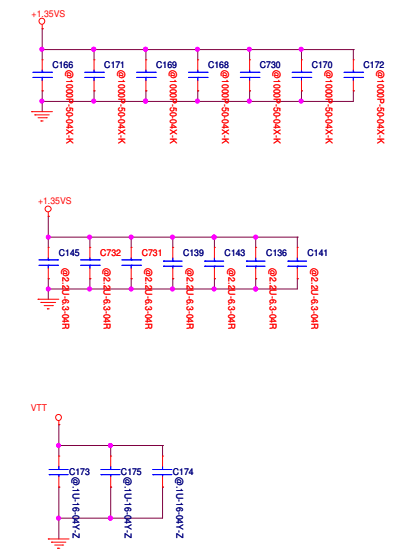 +1.35VS
C166 C171 C169 C168 C730 C170 C172
@1000P-50-04X-K @1000P-50-04X-K @1000P-50-04X-K @1000P-50-04X-K @1000P-50-04X-K @1000P-50-04X-K @1000P-50-04X-K
+1.35VS
C145 C732 C731 C139 C143 C136 C141
@2.2U-6.3-04R @2.2U-6.3-04R @2.2U-6.3-04R @2.2U-6.3-04R @2.2U-6.3-04R @2.2U-6.3-04R @2.2U-6.3-04R
VTT
C173 C175 C174
@.1U-16-04Y-Z @.1U-16-04Y-Z @.1U-16-04Y-Z